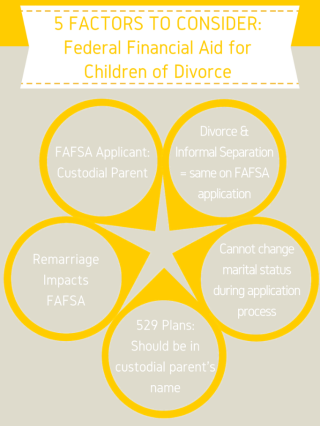 5 FACTORS TO CONSIDER:
Federal Financial Aid for
Children of Divorce
FAFSA Applicant:
Custodial Parent
Divorce &
Informal Separation
= same on FAFSA
application
Remarriage
Impacts
FAFSA
Cannot change
marital status
during application
process
529 Plans:
Should be in
custodial parent's
name